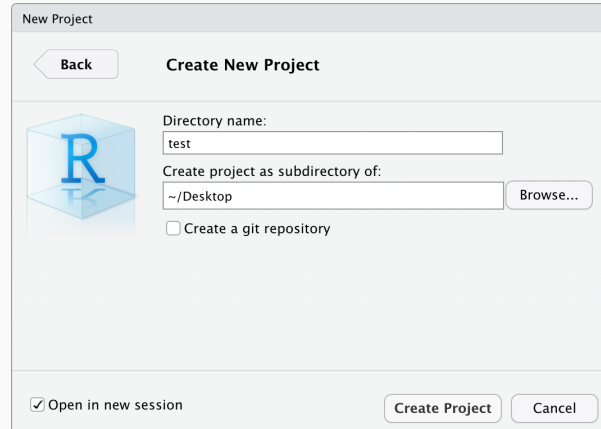 New Project
Back
Create New Project
R
Directory name:
test
Create project as subdirectory of:
~/Desktop
Browse...
Create a git repository
Open in new session
Create Project
Cancel